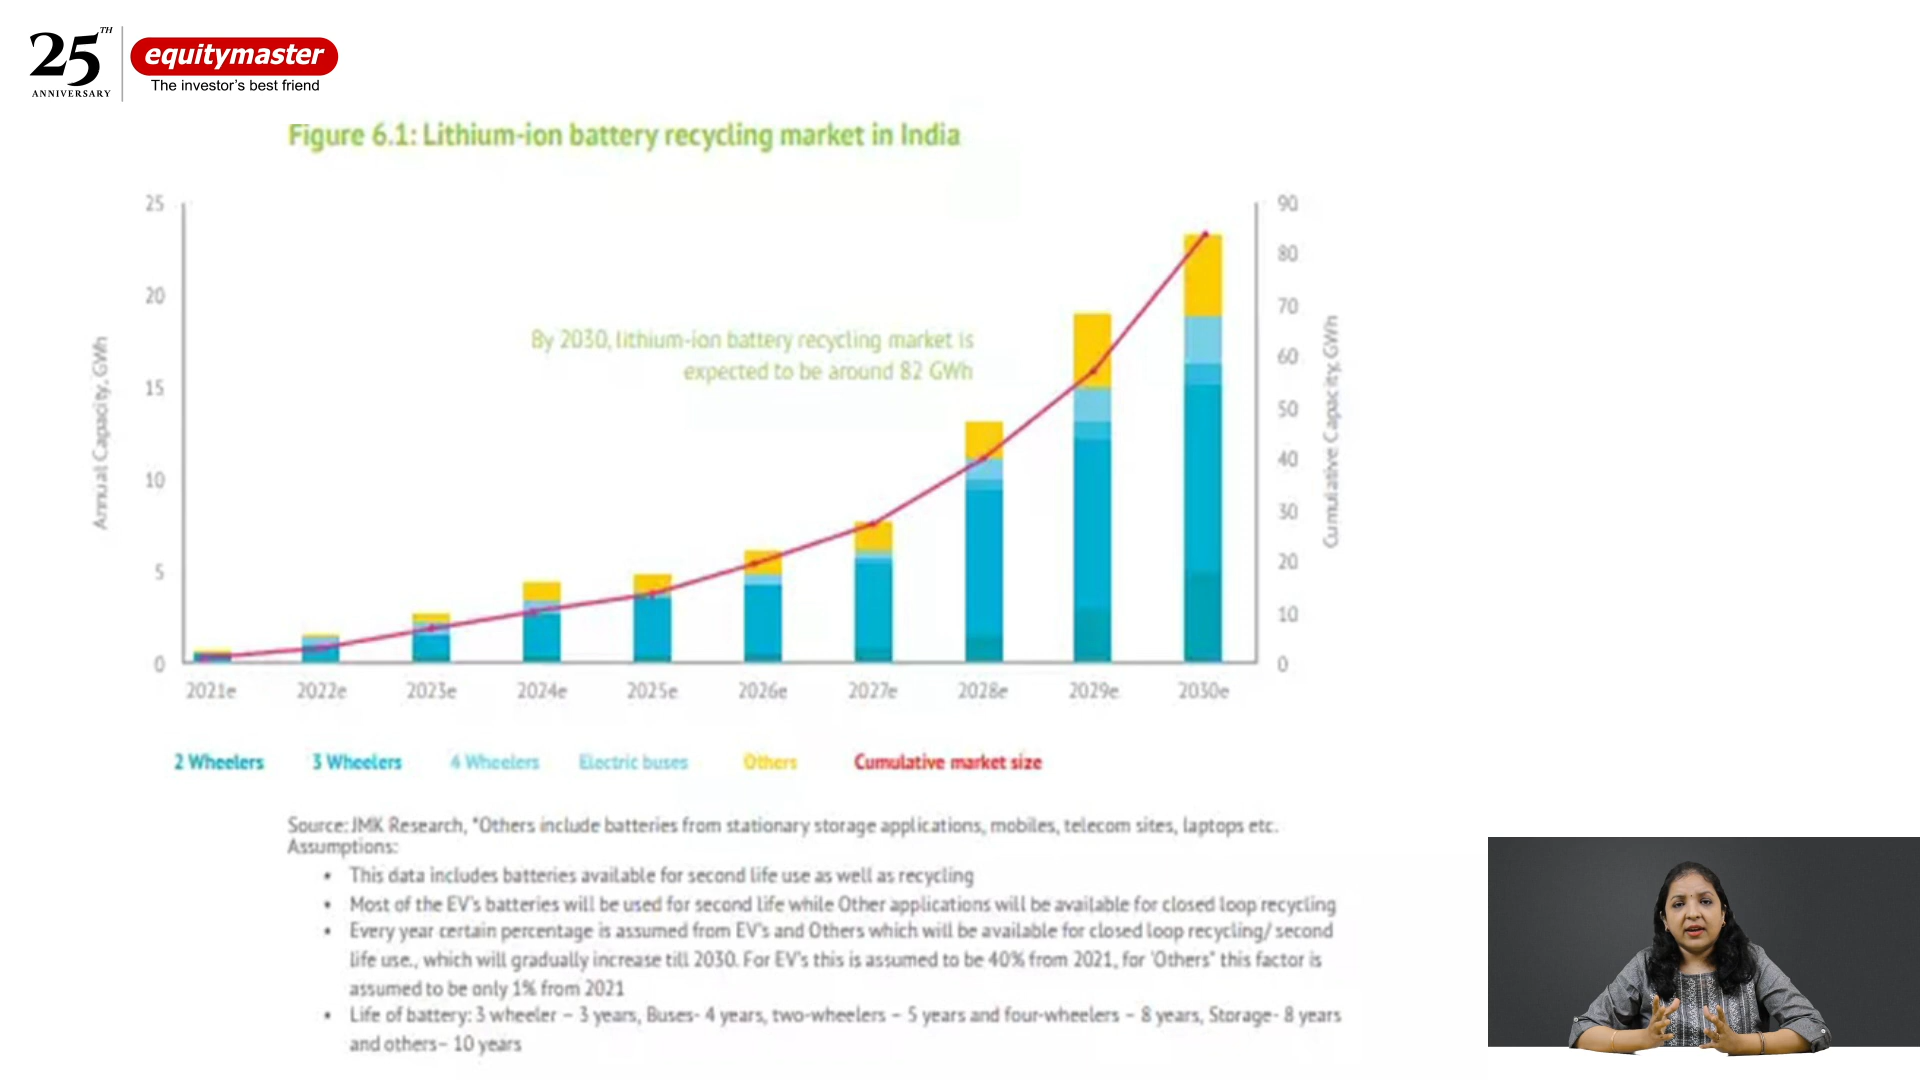 25TH
ANNIVERSARY
equitymaster
The investor's best friend
Figure 6.1: Lithium-ion battery recycling market in India
25
20
15
10
5
0
Annual Capacity, GWh
By 2030, lithium-ion battery recycling market is
expected to be around 82 GWh
90
80
70
60
50
40
30
20
10
0
Cumulative Capacity, GWh
2021e 2022e 2023e 2024e 2025e 2026e 2027e 2028e 2029e 2030e
2 Wheelers 3 Wheelers 4 Wheelers Electric buses Others Cumulative market size
Source: JMK Research, *Others include batteries from stationary storage applications, mobiles, telecom sites, laptops etc.
Assumptions:
• This data includes batteries available for second life use as well as recycling
• Most of the EV's batteries will be used for second life while Other applications will be available for closed loop recycling
• Every year certain percentage is assumed from EV's and Others which will be available for closed loop recycling/ second
life use., which will gradually increase till 2030. For EV's this is assumed to be 40% from 2021, for 'Others" this factor is
assumed to be only 1% from 2021
• Life of battery: 3 wheeler – 3 years, Buses- 4 years, two-wheelers – 5 years and four-wheelers – 8 years, Storage- 8 years
and others– 10 years